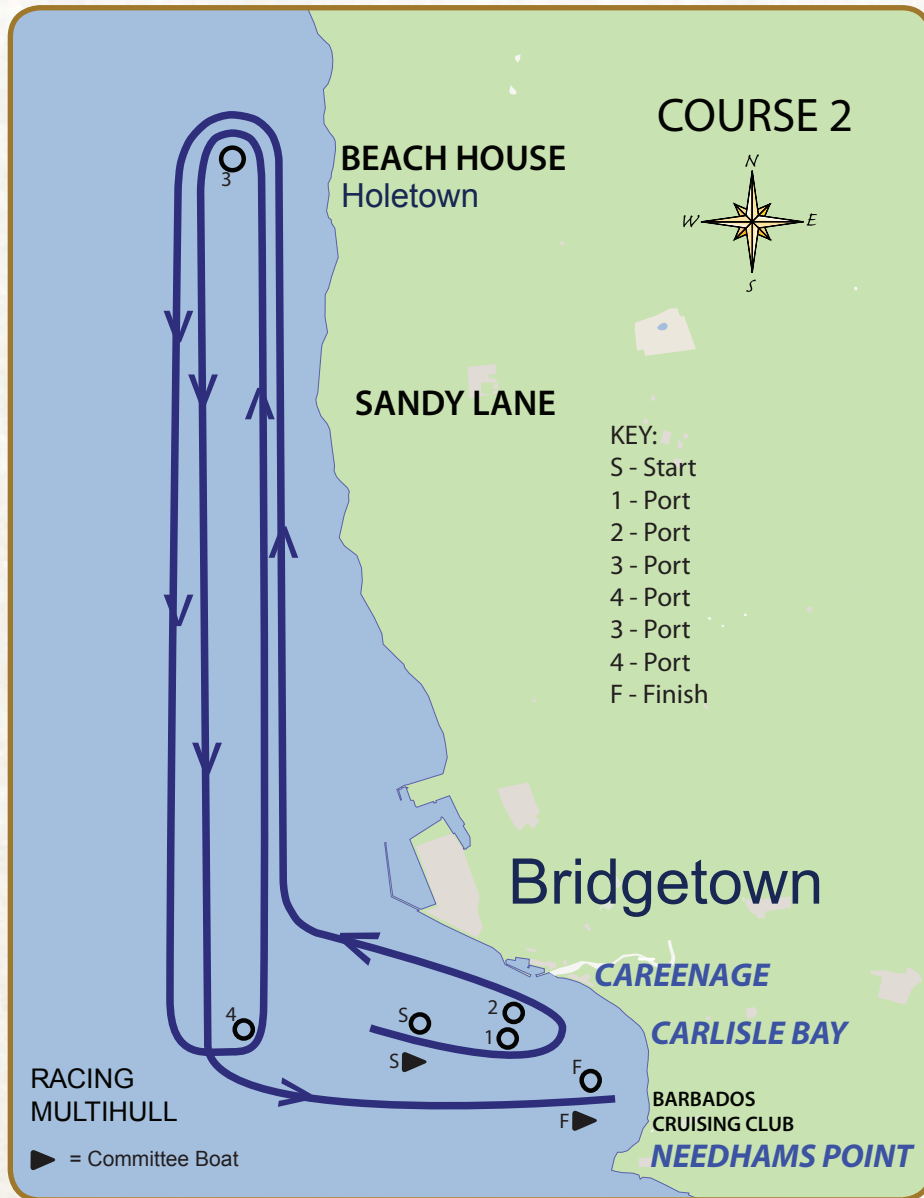 COURSE 2
N
W
E
S
BEACH HOUSE
Holetown
3
SANDY LANE
KEY:
S - Start
1 - Port
2 - Port
3 - Port
4 - Port
3 - Port
4 - Port
F - Finish
Bridgetown
CAREENAGE
CARLISLE BAY
2
S
1
4
S
F
F
BARBADOS
CRUISING CLUB
NEEDHAMS POINT
RACING
MULTIHULL
= Committee Boat